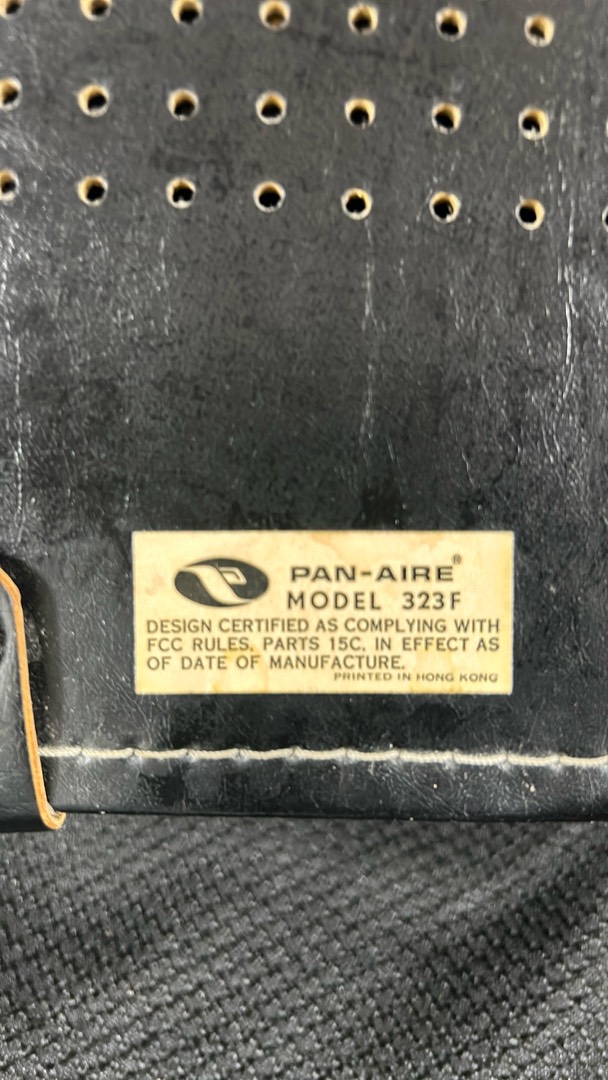 PAN-AIRE®
MODEL 323F
DESIGN CERTIFIED AS COMPLYING WITH
FCC RULES, PARTS 15C, IN EFFECT AS
OF DATE OF MANUFACTURE.
PRINTED IN HONG KONG